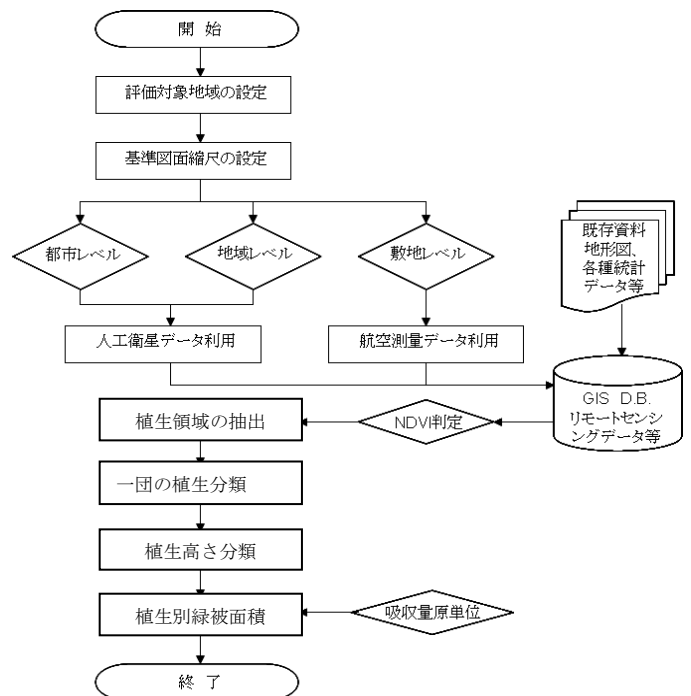 開 始
評価対象地域の設定
基準図面縮尺の設定
都市レベル
地域レベル
敷地レベル
既存資料
地形図、
各種統計
データ等
人工衛星データ利用
航空測量データ利用
GIS D.B.
リモートセンシ
ングデータ等
NDVI判定
植生領域の抽出
一団の植生分類
植生高さ分類
植生別緑被面積
吸収量原単位
終 了